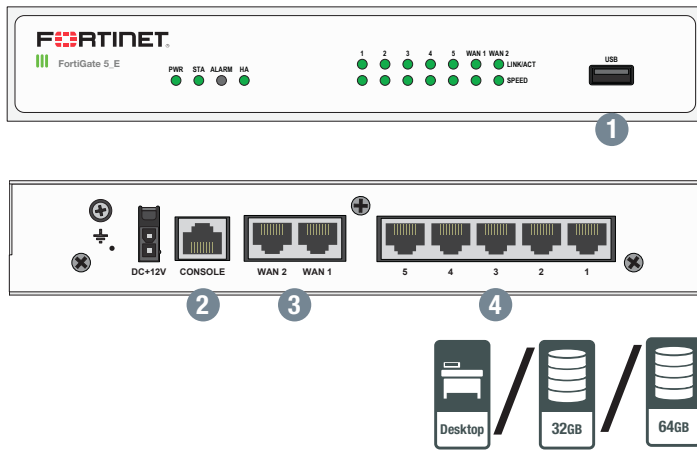 FORTINET
FortiGate 5_E
PWR STA ALARM HA
1 2 3 4 5 WAN 1 WAN 2
LINK/ACT
SPEED
USB
1
DC+12V CONSOLE WAN 2 WAN 1 5 4 3 2 1
2 3 4
Desktop 32GB 64GB